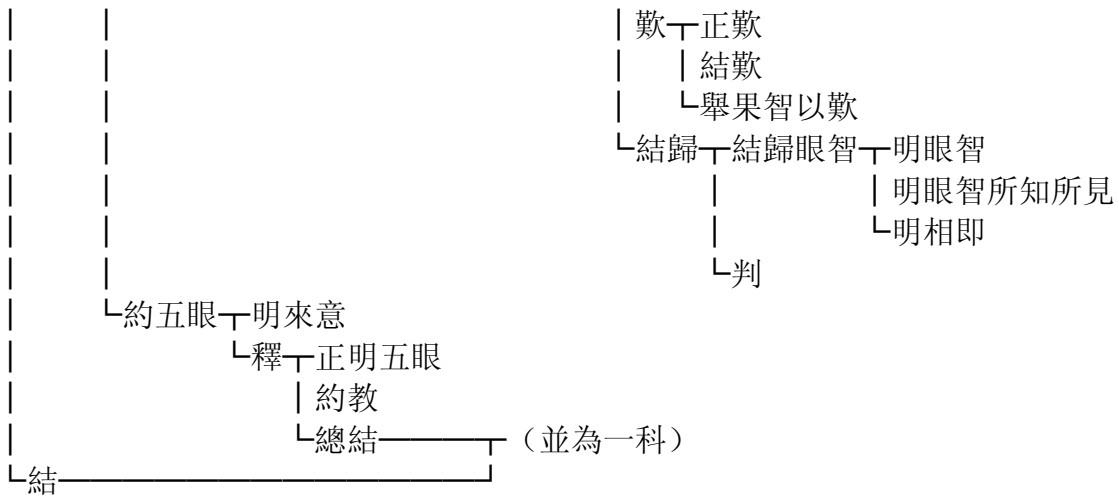 歎 正歎
結歎
舉果智以歎
結歸 結歸眼智 明眼智
明眼智所知所見
明相即
判
約五眼 明來意
釋 正明五眼
約教
總結 （並為一科）
結